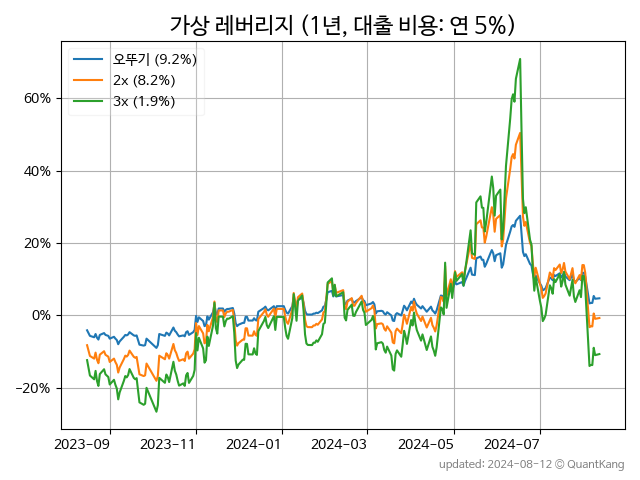 가상 레버리지 (1년, 대출 비용: 연 5%)
오뚜기 (9.2%)
2x (8.2%)
3x (1.9%)
60%
40%
20%
0%
−20%
2023-09
2023-11
2024-01
2024-03
2024-05
2024-07
updated: 2024-08-12 © QuantKang